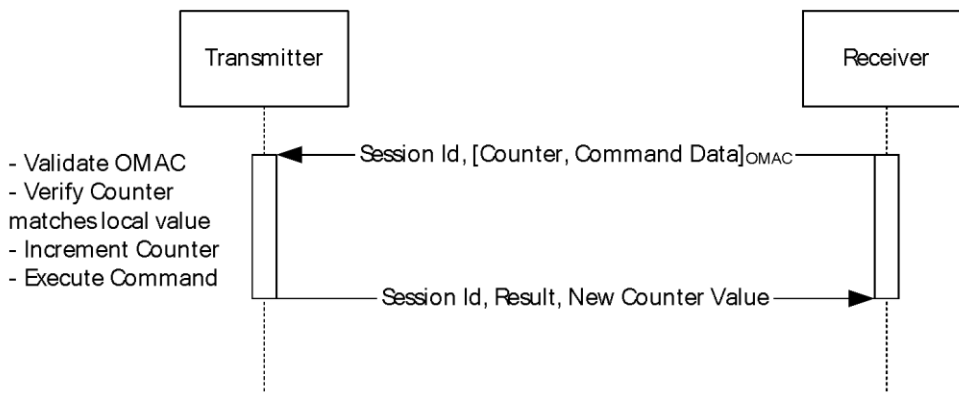 Transmitter
Receiver
Session Id, [Counter, Command Data]OMAC
- Validate OMAC
- Verify Counter
matches local value
- Increment Counter
- Execute Command
Session Id, Result, New Counter Value